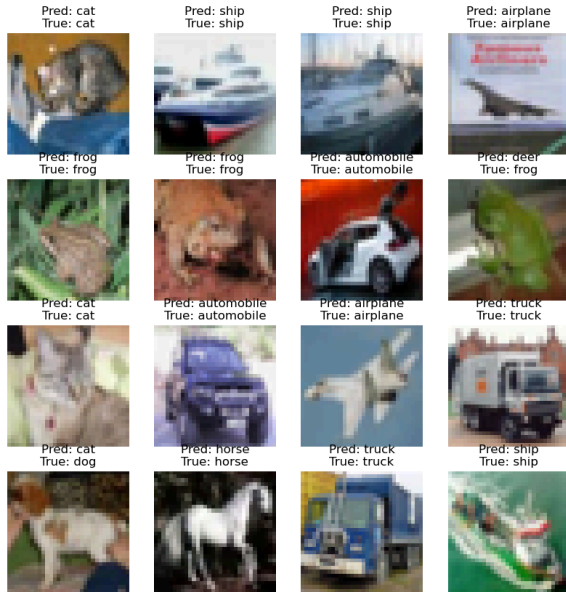 Pred: cat
True: cat
Pred: ship
True: ship
Pred: ship
True: ship
Pred: airplane
True: airplane
Pred: frog
True: frog
Pred: frog
True: frog
Pred: automobile
True: automobile
Pred: deer
True: frog
Pred: cat
True: cat
Pred: automobile
True: automobile
Pred: airplane
True: airplane
Pred: truck
True: truck
Pred: cat
True: dog
Pred: horse
True: horse
Pred: truck
True: truck
Pred: ship
True: ship